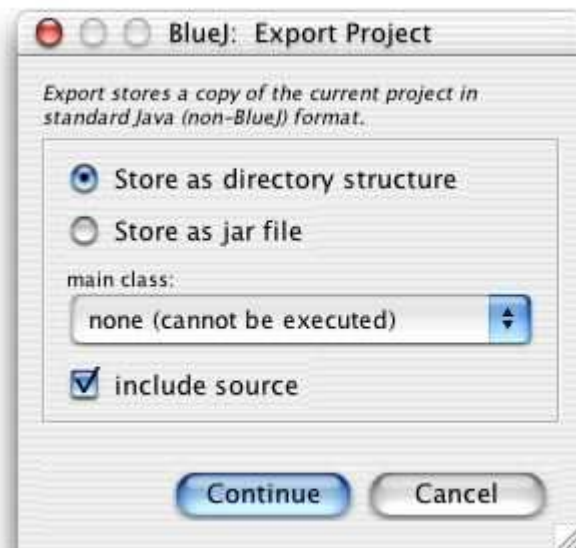 BlueJ: Export Project
Export stores a copy of the current project in
standard Java (non-BlueJ) format.
Store as directory structure
Store as jar file
main class:
none (cannot be executed)
include source
Continue
Cancel